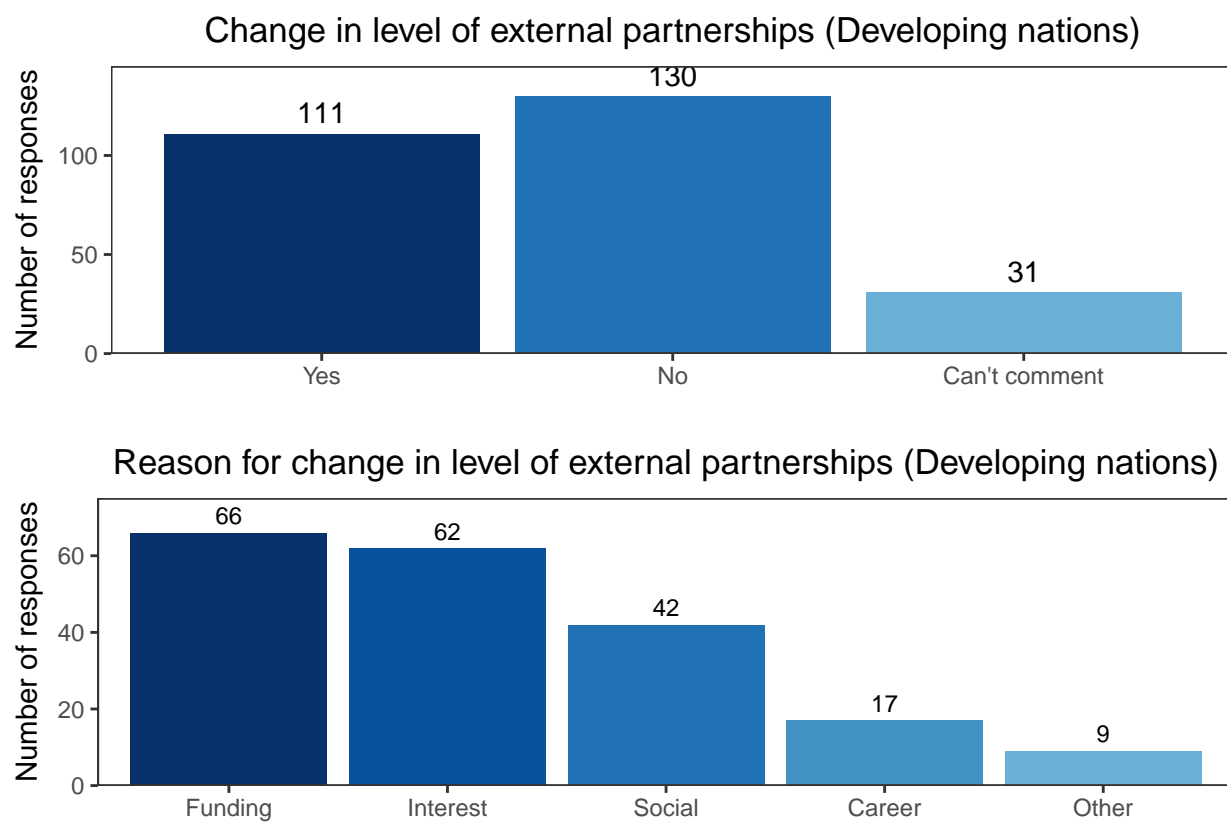 Change in level of external partnerships (Developing nations)
Number of responses
100
50
0
111
130
31
Yes
No
Can't comment
Reason for change in level of external partnerships (Developing nations)
Number of responses
60
40
20
0
66
62
42
17
9
Funding
Interest
Social
Career
Other